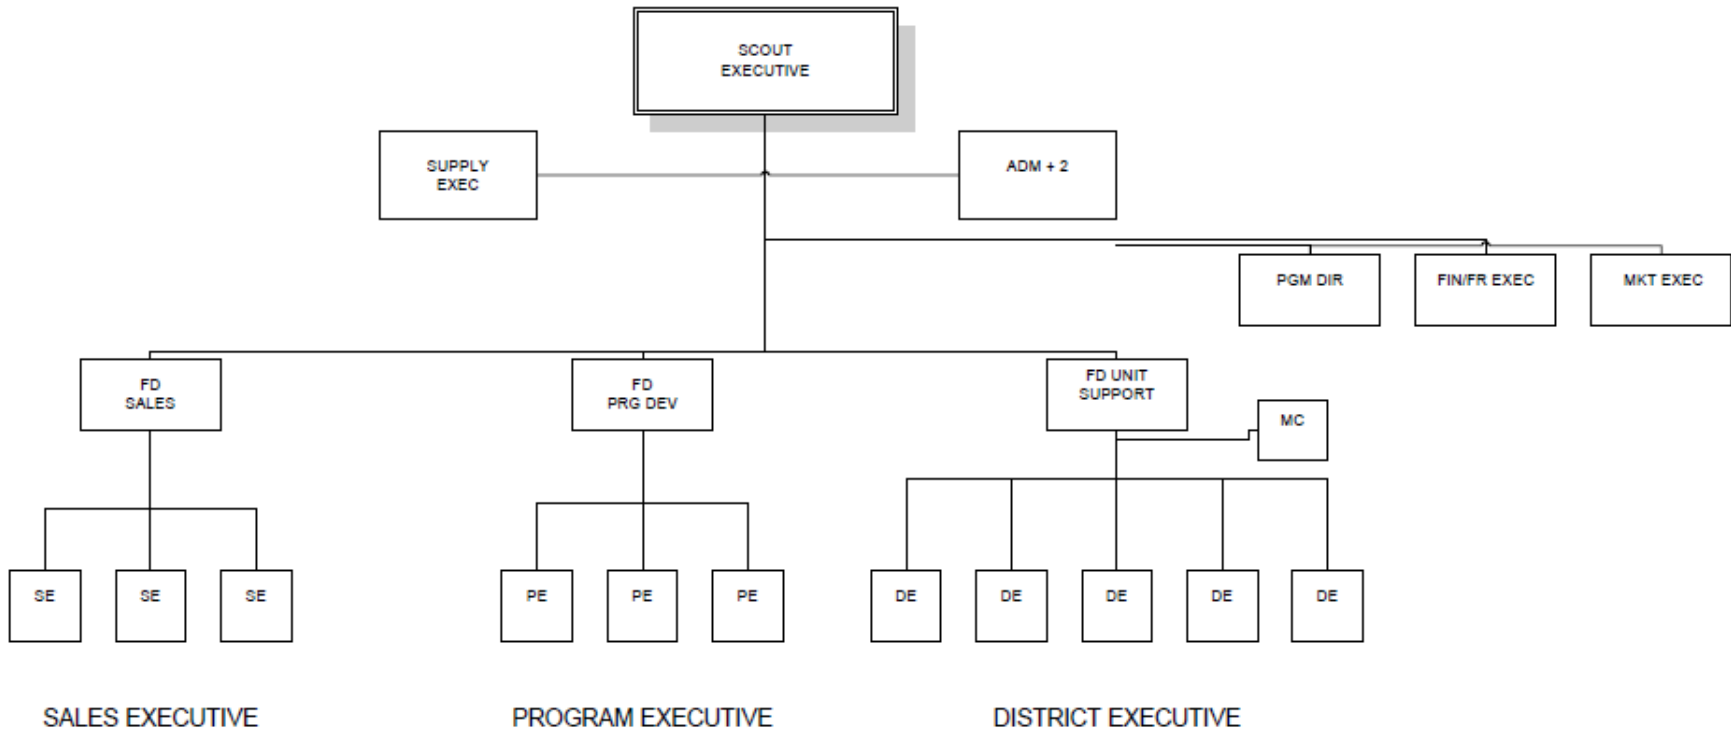 SCOUT
EXECUTIVE
SUPPLY
EXEC
ADM + 2
PGM DIR
FIN/FR EXEC
MKT EXEC
FD
SALES
FD
PRG DEV
FD UNIT
SUPPORT
MC
SE
SE
SE
PE
PE
PE
DE
DE
DE
DE
DE
SALES EXECUTIVE
PROGRAM EXECUTIVE
DISTRICT EXECUTIVE